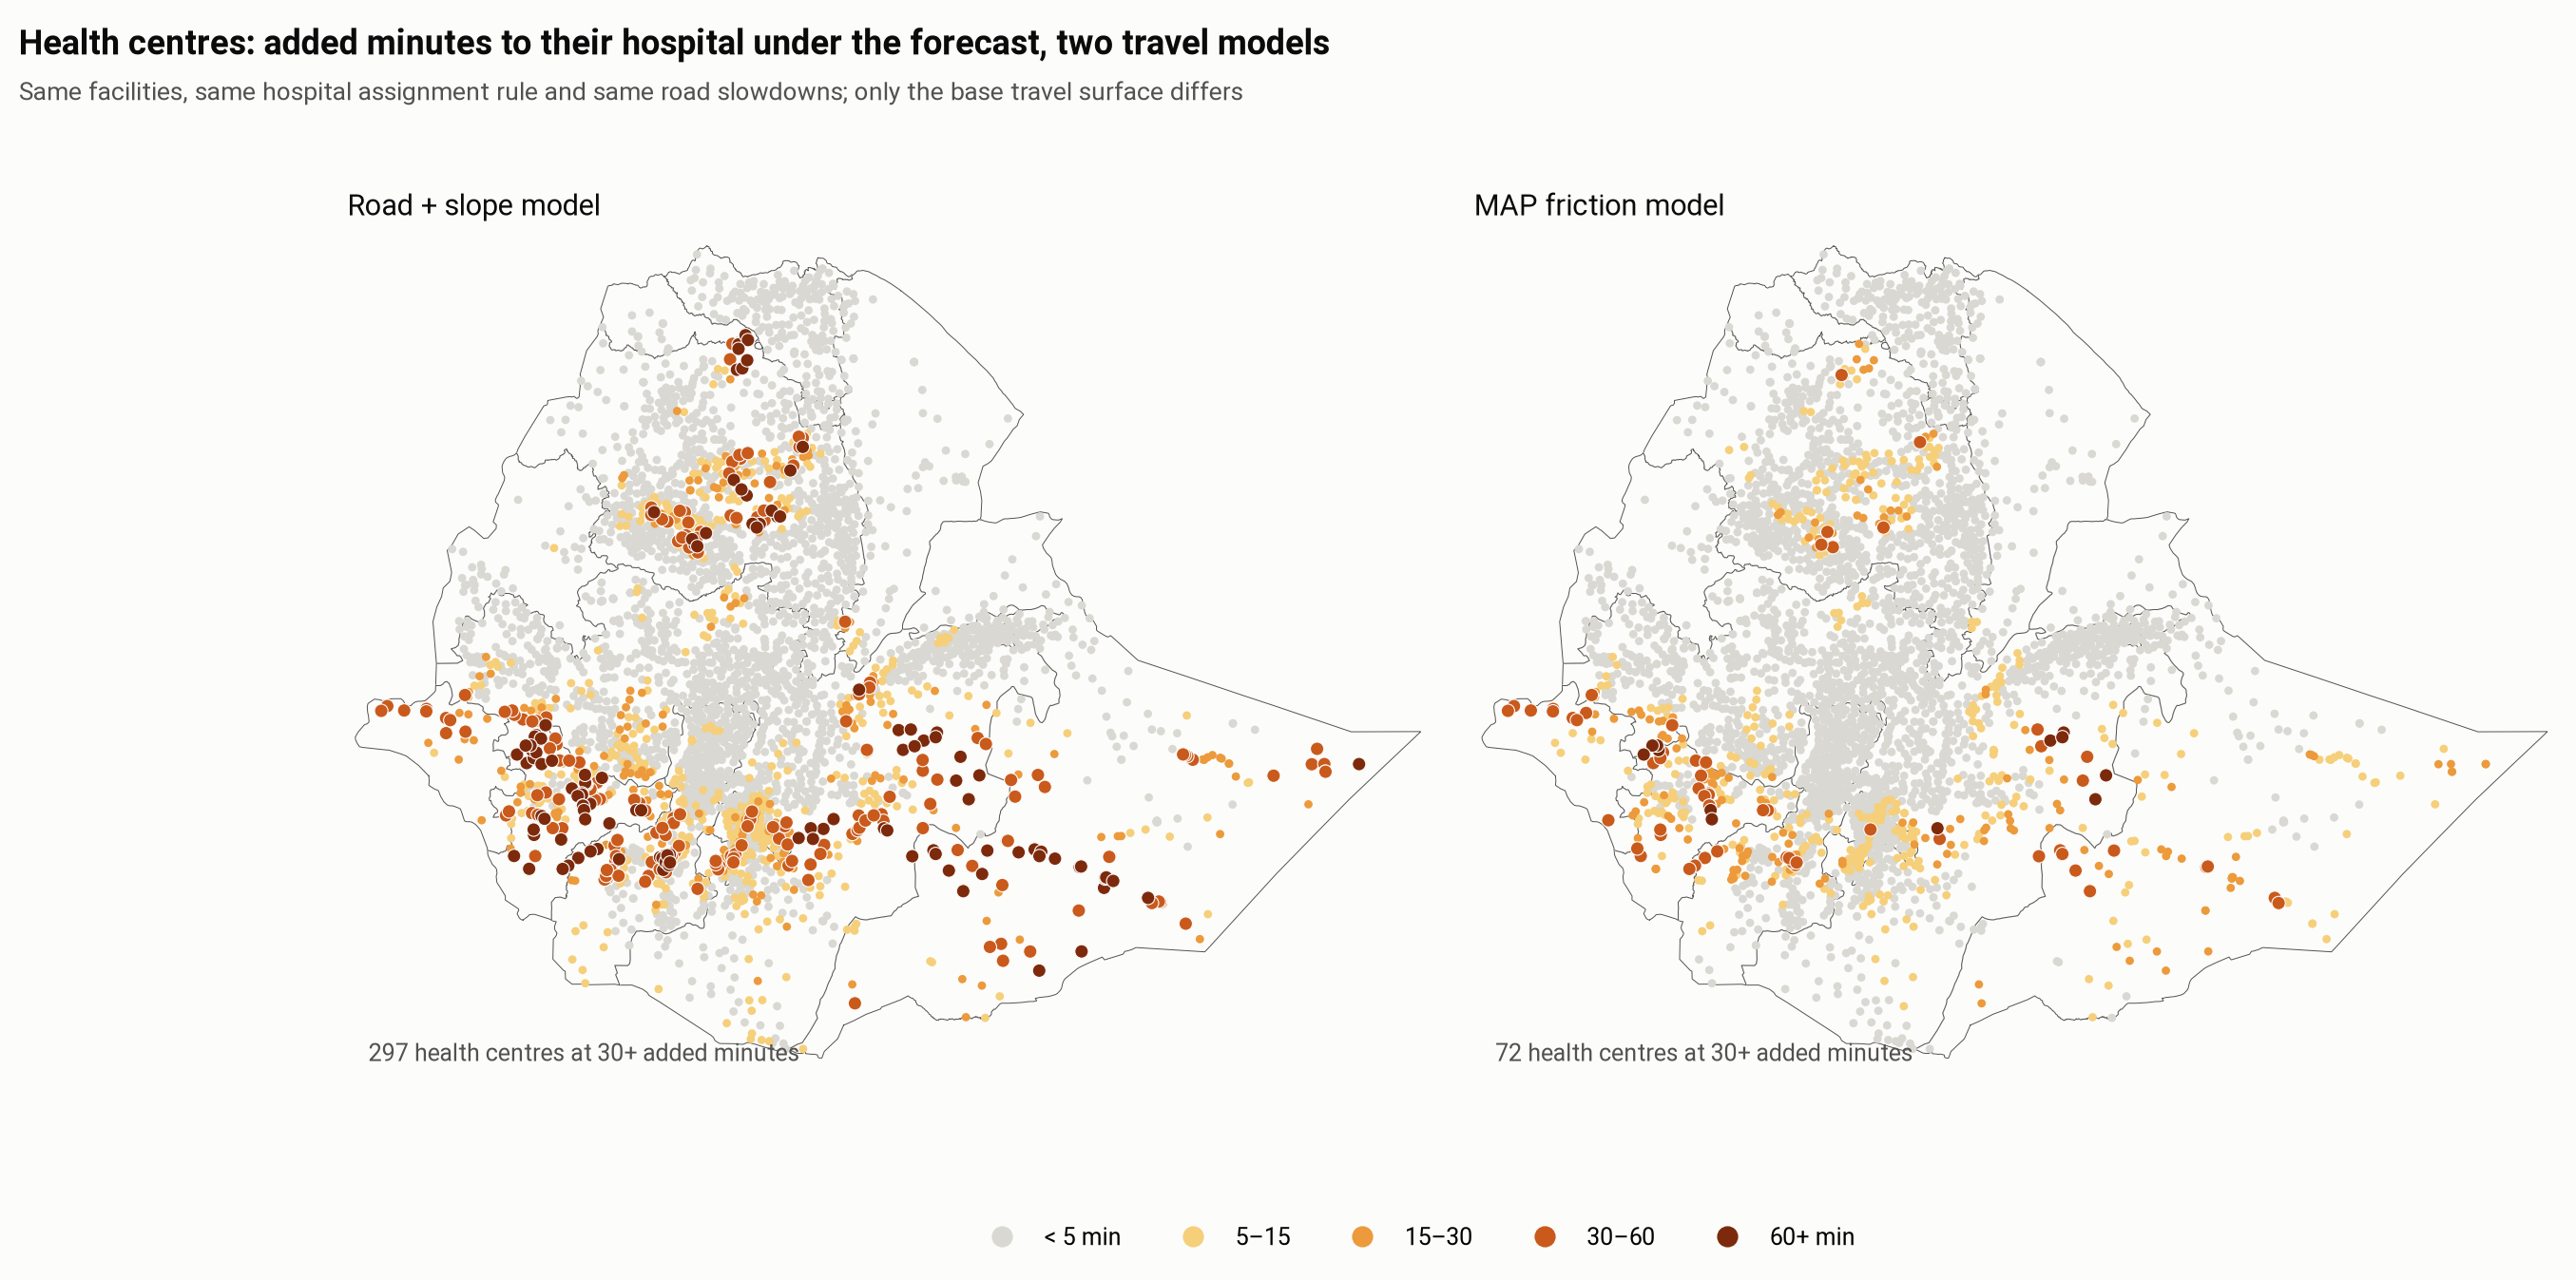 Health centres: added minutes to their hospital under the forecast, two travel models
Same facilities, same hospital assignment rule and same road slowdowns; only the base travel surface differs
Road + slope model
MAP friction model
297 health centres at 30+ added minutes
72 health centres at 30+ added minutes
< 5 min
5–15
15–30
30–60
60+ min